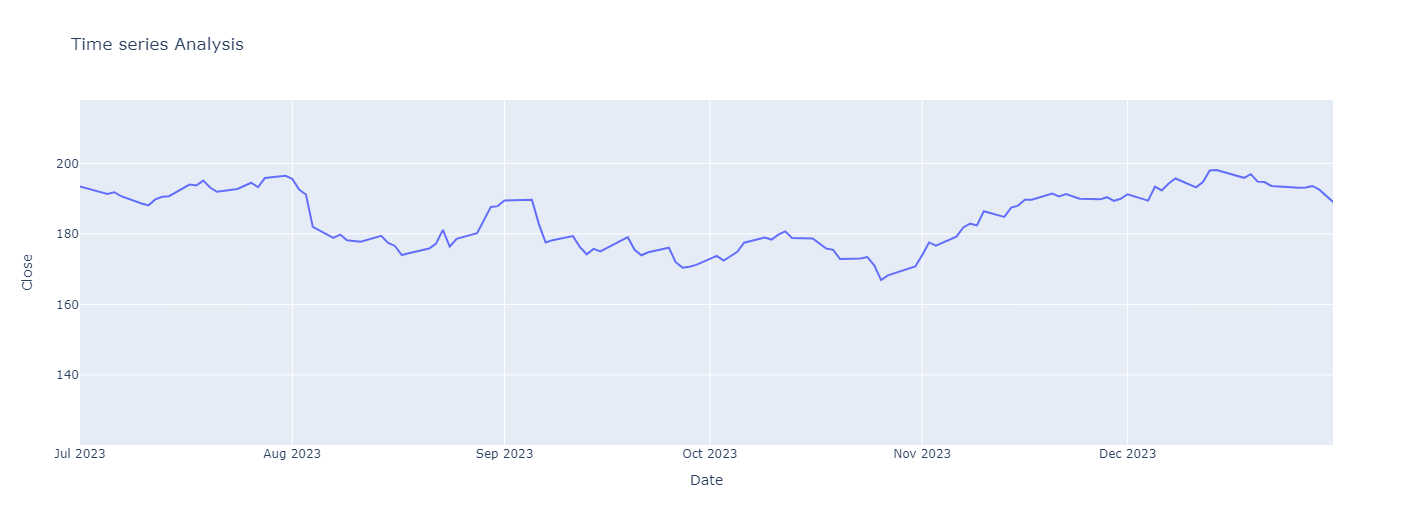 Time series Analysis
200
180
160
140
Close
Jul 2023
Aug 2023
Sep 2023
Oct 2023
Nov 2023
Dec 2023
Date